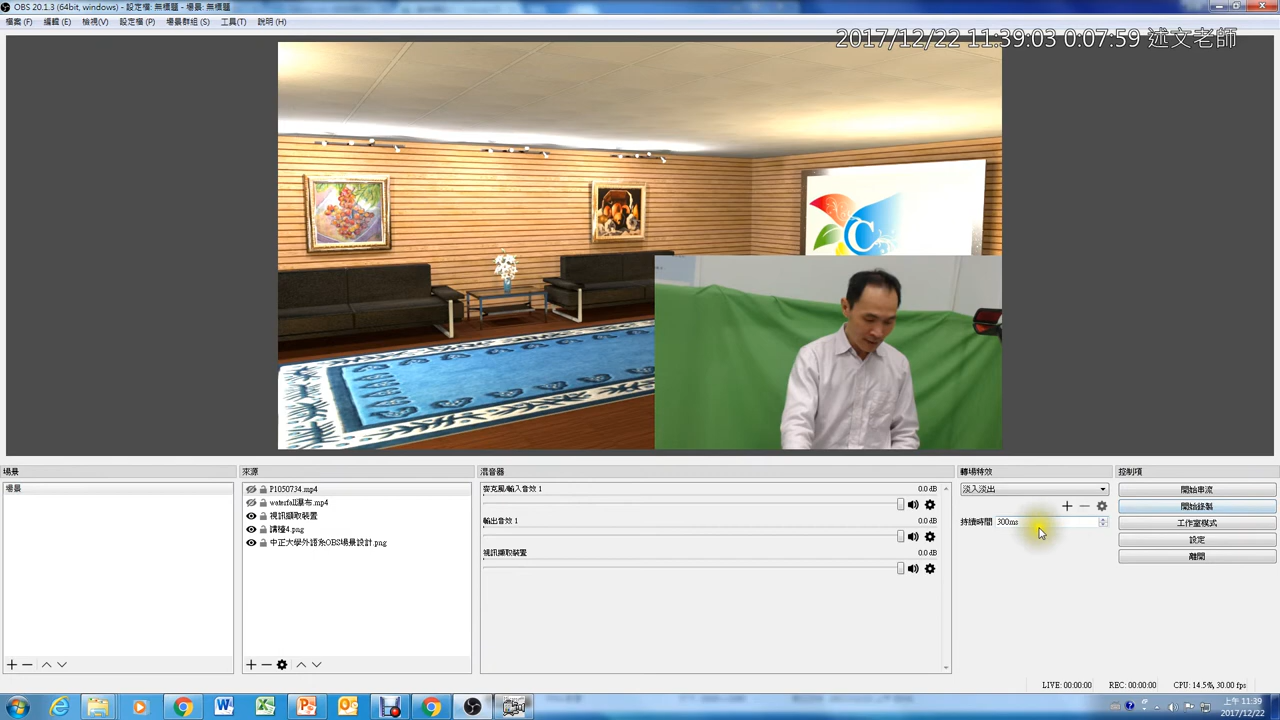 OBS 20.1.3 (64bit, windows) - 設定檔: 無標題 - 場景: 無標題
檔案(F) 編輯(E) 檢視(V) 設定檔(P) 場景群組(S) 工具(T) 說明(H)
2017/12/22 11:39:03 0:07:59 述文老師
C
場景 來源 混音器 轉場特效 控制項
場景
P1050734.mp4
waterfall瀑布.mp4
視訊擷取裝置
講檯4.png
中正大學外語系OBS場景設計.png
麥克風/輸入音效 1 0.0 dB
輸出音效 1 0.0 dB
視訊擷取裝置 0.0 dB
淡入淡出
持續時間 300ms
開始串流
開始錄製
工作室模式
設定
離開
LIVE: 00:00:00 REC: 00:00:00 CPU: 14.5%, 30.00 fps
上午 11:39
2017/12/22